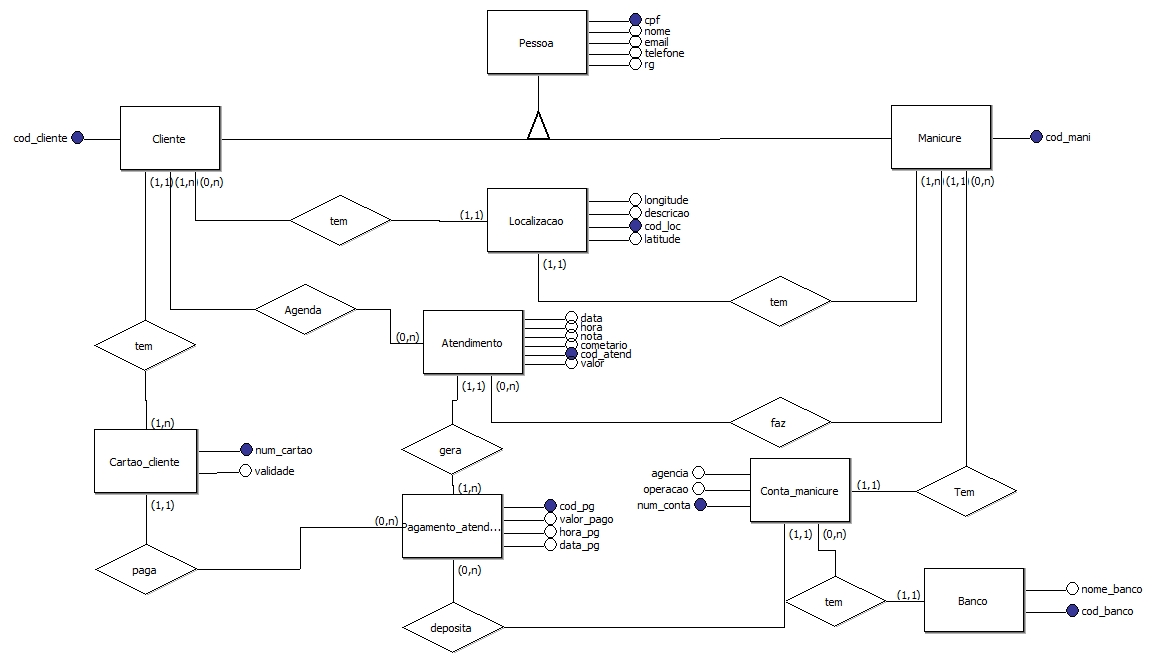 Pessoa
cpf
nome
email
telefone
rg
cod_cliente
Cliente
Manicure
cod_mani
(1,1) (1,n) (0,n)
(1,n) (1,1) (0,n)
tem
(1,1)
Localizacao
longitude
descricao
cod_loc
latitude
(1,1)
tem
Agenda
(0,n)
Atendimento
data
hora
nota
cometario
cod_atend
valor
tem
(1,1) (0,n)
(1,n)
faz
Cartao_cliente
num_cartao
validade
gera
(1,1)
(1,n)
agencia
operacao
num_conta
Conta_manicure
(1,1)
Tem
(0,n)
Pagamento_atend...
cod_pg
valor_pago
hora_pg
data_pg
(1,1) (0,n)
paga
(0,n)
deposita
tem
(1,1)
Banco
nome_banco
cod_banco